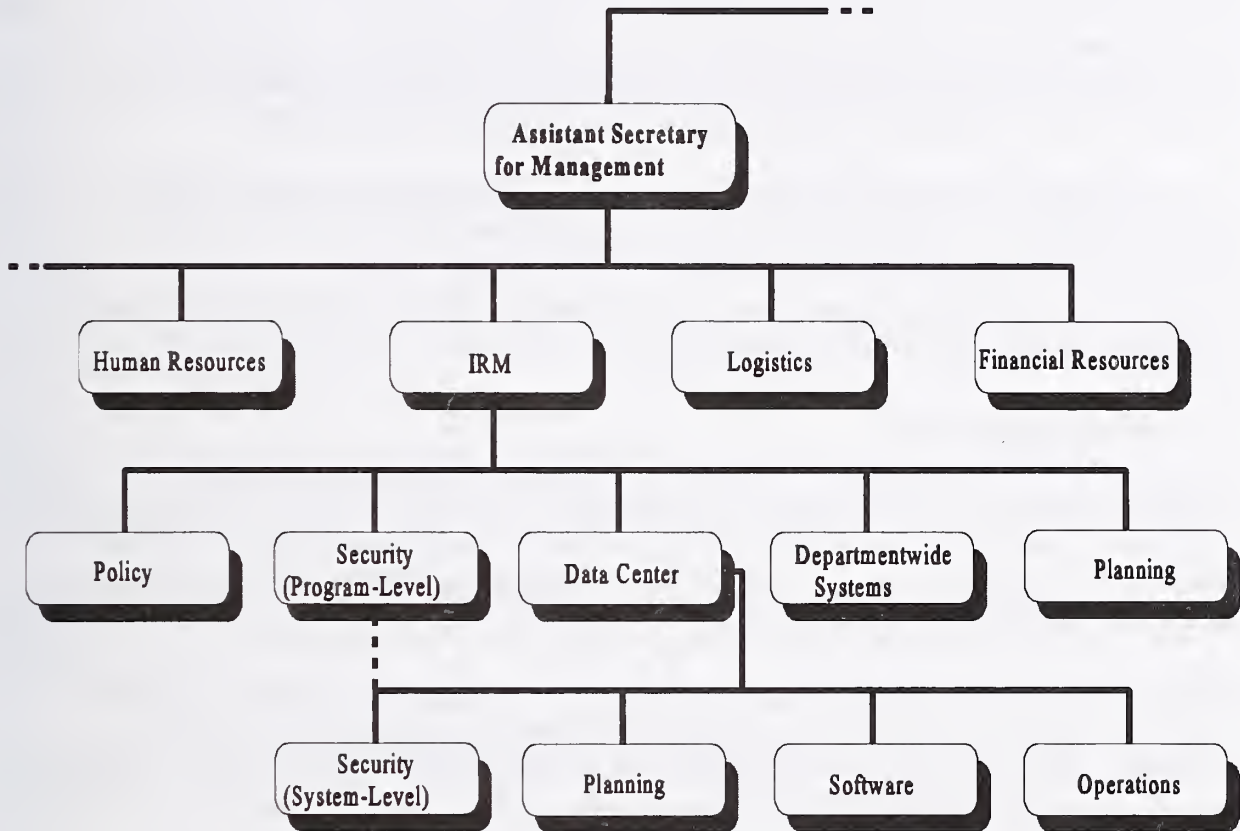 Assistant Secretary
for Management
Human Resources
IRM
Logistics
Financial Resources
Policy
Security
(Program-Level)
Data Center
Departmentwide
Systems
Planning
Security
(System-Level)
Planning
Software
Operations